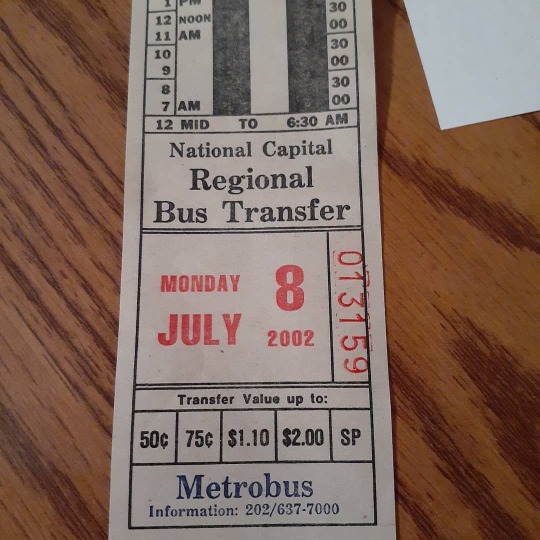 1 PM 30
12 NOON 00
11 AM 30
10 00
9
8 30
7 AM 00
12 MID TO 6:30 AM
National Capital
Regional
Bus Transfer
MONDAY 8
JULY 2002
073159
Transfer Value up to:
50¢ 75¢ $1.10 $2.00 SP
Metrobus
Information: 202/637-7000